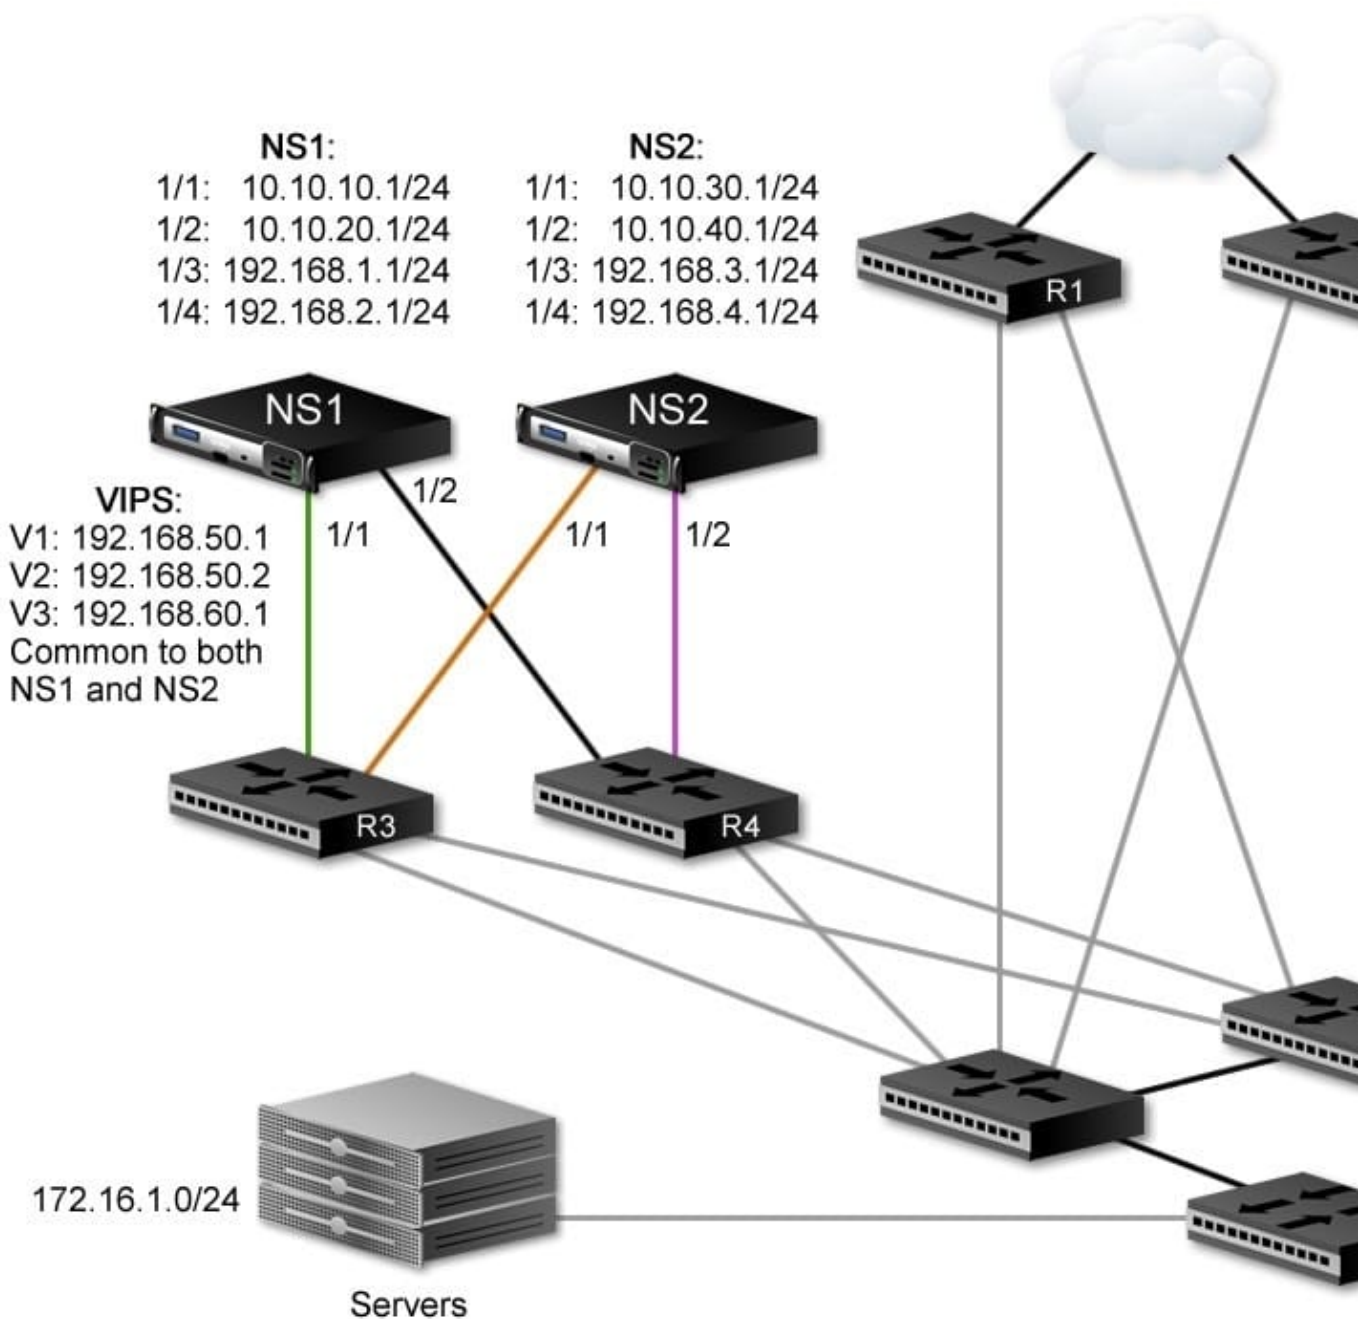 NS1:
1/1: 10.10.10.1/24
1/2: 10.10.20.1/24
1/3: 192.168.1.1/24
1/4: 192.168.2.1/24
NS2:
1/1: 10.10.30.1/24
1/2: 10.10.40.1/24
1/3: 192.168.3.1/24
1/4: 192.168.4.1/24
R1
NS1
NS2
1/2
1/1
1/1
1/2
VIPS:
V1: 192.168.50.1
V2: 192.168.50.2
V3: 192.168.60.1
Common to both
NS1 and NS2
R3
R4
172.16.1.0/24
Servers